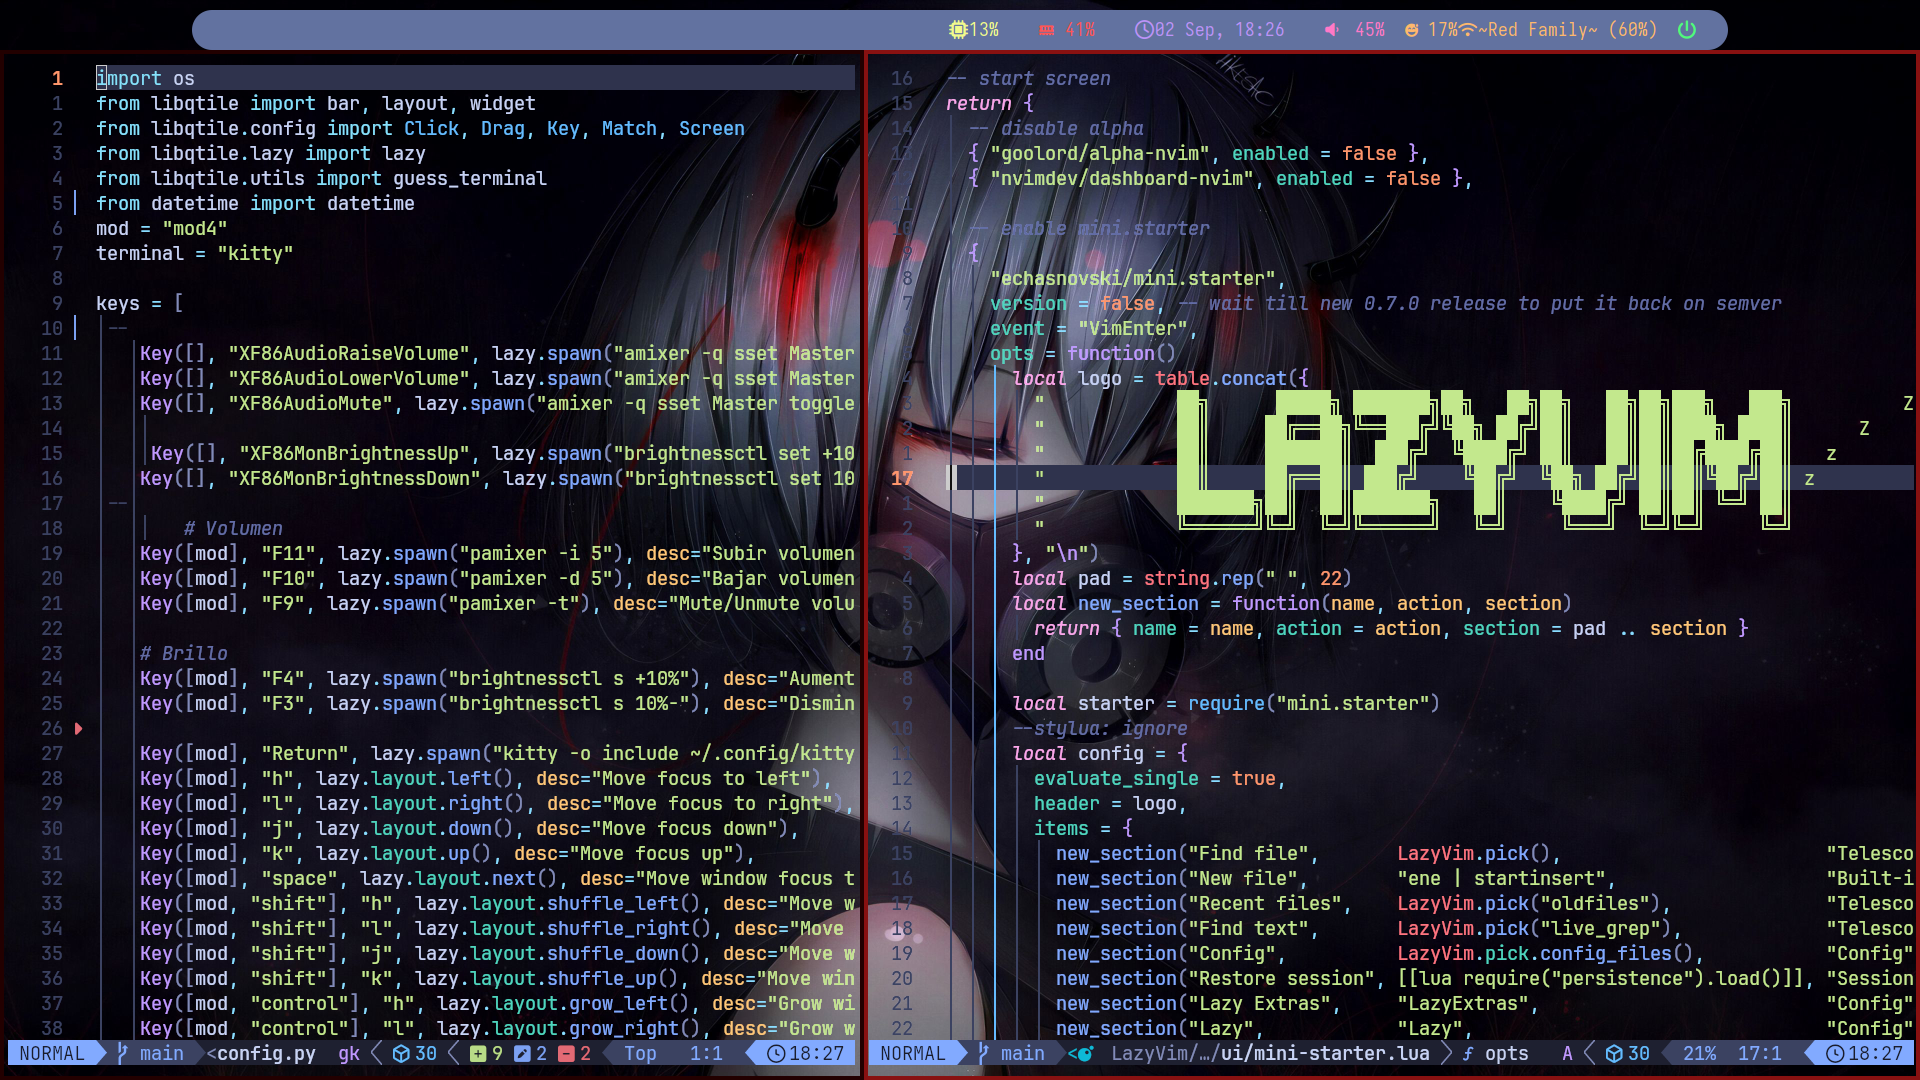 13% 41% 02 Sep, 18:26 45% 17% ~Red Family~ (60%)
1 import os
1 from libqtile import bar, layout, widget
2 from libqtile.config import Click, Drag, Key, Match, Screen
3 from libqtile.lazy import lazy
4 from libqtile.utils import guess_terminal
5 from datetime import datetime
6 mod = "mod4"
7 terminal = "kitty"
8
9 keys = [
10 --
11 Key([], "XF86AudioRaiseVolume", lazy.spawn("amixer -q sset Master
12 Key([], "XF86AudioLowerVolume", lazy.spawn("amixer -q sset Master
13 Key([], "XF86AudioMute", lazy.spawn("amixer -q sset Master toggle
14
15 Key([], "XF86MonBrightnessUp", lazy.spawn("brightnessctl set +10
16 Key([], "XF86MonBrightnessDown", lazy.spawn("brightnessctl set 10
17 --
18 # Volumen
19 Key([mod], "F11", lazy.spawn("pamixer -i 5"), desc="Subir volumen
20 Key([mod], "F10", lazy.spawn("pamixer -d 5"), desc="Bajar volumen
21 Key([mod], "F9", lazy.spawn("pamixer -t"), desc="Mute/Unmute volu
22
23 # Brillo
24 Key([mod], "F4", lazy.spawn("brightnessctl s +10%"), desc="Aument
25 Key([mod], "F3", lazy.spawn("brightnessctl s 10%-"), desc="Dismin
26
27 Key([mod], "Return", lazy.spawn("kitty -o include ~/.config/kitty
28 Key([mod], "h", lazy.layout.left(), desc="Move focus to left"),
29 Key([mod], "l", lazy.layout.right(), desc="Move focus to right"),
30 Key([mod], "j", lazy.layout.down(), desc="Move focus down"),
31 Key([mod], "k", lazy.layout.up(), desc="Move focus up"),
32 Key([mod], "space", lazy.layout.next(), desc="Move window focus t
33 Key([mod, "shift"], "h", lazy.layout.shuffle_left(), desc="Move w
34 Key([mod, "shift"], "l", lazy.layout.shuffle_right(), desc="Move
35 Key([mod, "shift"], "j", lazy.layout.shuffle_down(), desc="Move w
36 Key([mod, "shift"], "k", lazy.layout.shuffle_up(), desc="Move win
37 Key([mod, "control"], "h", lazy.layout.grow_left(), desc="Grow wi
38 Key([mod, "control"], "l", lazy.layout.grow_right(), desc="Grow w
NORMAL main <config.py gk 30 9 2 2 Top 1:1 18:27
16 -- start screen
15 return {
14 -- disable alpha
13 { "goolord/alpha-nvim", enabled = false },
12 { "nvimdev/dashboard-nvim", enabled = false },
11
10 -- enable mini.starter
9 {
8 "echasnovski/mini.starter",
7 version = false, -- wait till new 0.7.0 release to put it back on semver
6 event = "VimEnter",
5 opts = function()
4 local logo = table.concat({
3 " Z
2 " Z
1 " LAZYVIM z
17 " z
1 "
2 "
3 }, "\n")
4 local pad = string.rep(" ", 22)
5 local new_section = function(name, action, section)
6 return { name = name, action = action, section = pad .. section }
7 end
8
9 local starter = require("mini.starter")
10 --stylua: ignore
11 local config = {
12 evaluate_single = true,
13 header = logo,
14 items = {
15 new_section("Find file", LazyVim.pick(), "Telesco
16 new_section("New file", "ene | startinsert", "Built-i
17 new_section("Recent files", LazyVim.pick("oldfiles"), "Telesco
18 new_section("Find text", LazyVim.pick("live_grep"), "Telesco
19 new_section("Config", LazyVim.pick.config_files(), "Config"
20 new_section("Restore session", [[lua require("persistence").load()]], "Session
21 new_section("Lazy Extras", "LazyExtras", "Config"
22 new_section("Lazy", "Lazy", "Config"
NORMAL main < LazyVim/…/ui/mini-starter.lua f opts A 30 21% 17:1 18:27